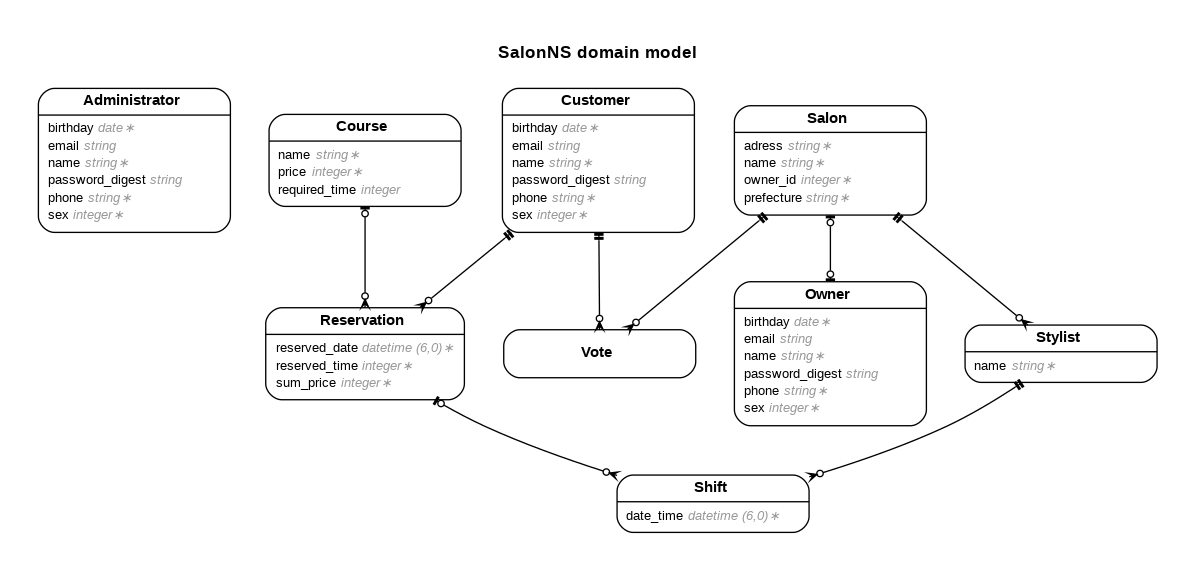 SalonNS domain model
Administrator
birthday date∗
email string
name string∗
password_digest string
phone string∗
sex integer∗
Course
name string∗
price integer∗
required_time integer
Customer
birthday date∗
email string
name string∗
password_digest string
phone string∗
sex integer∗
Salon
adress string∗
name string∗
owner_id integer∗
prefecture string∗
Reservation
reserved_date datetime (6,0)∗
reserved_time integer∗
sum_price integer∗
Vote
Owner
birthday date∗
email string
name string∗
password_digest string
phone string∗
sex integer∗
Stylist
name string∗
Shift
date_time datetime (6,0)∗